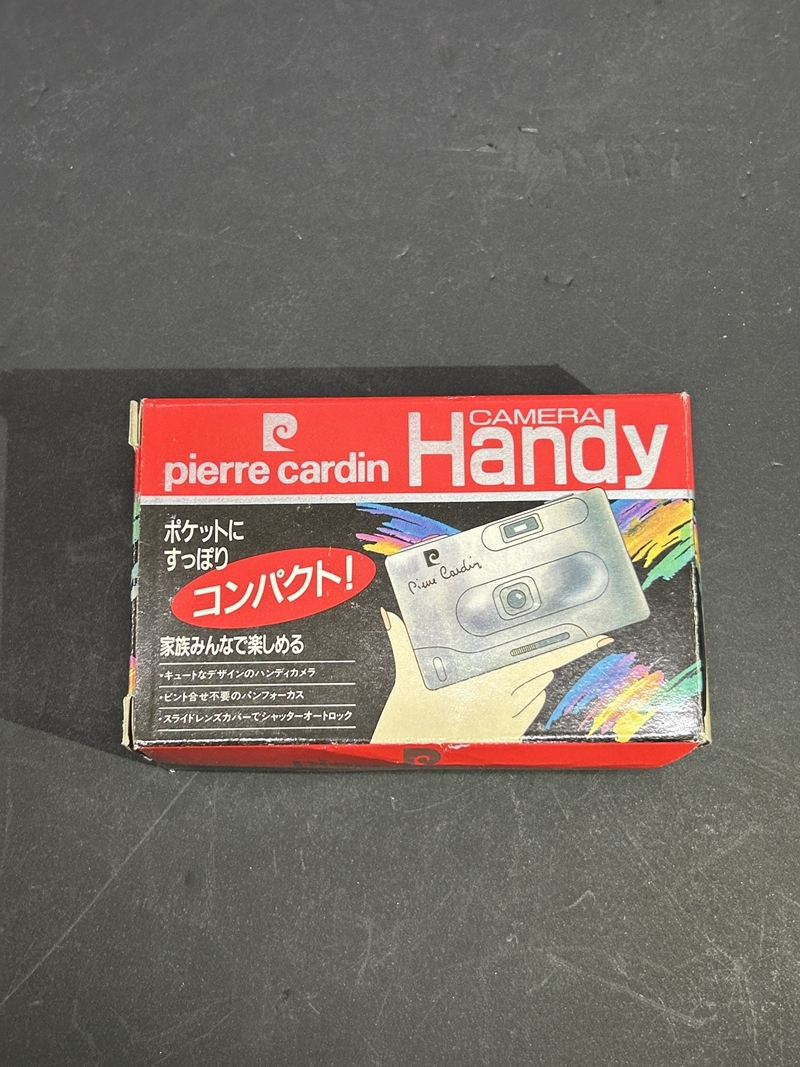 pierre cardin
CAMERA
Handy
ポケットに
すっぽり
コンパクト!
家族みんなで楽しめる
・キュートなデザインのハンディカメラ
・ピント合せ不要のパンフォーカス
・スライドレンズカバーでシャッターオートロック
Pierre Cardin